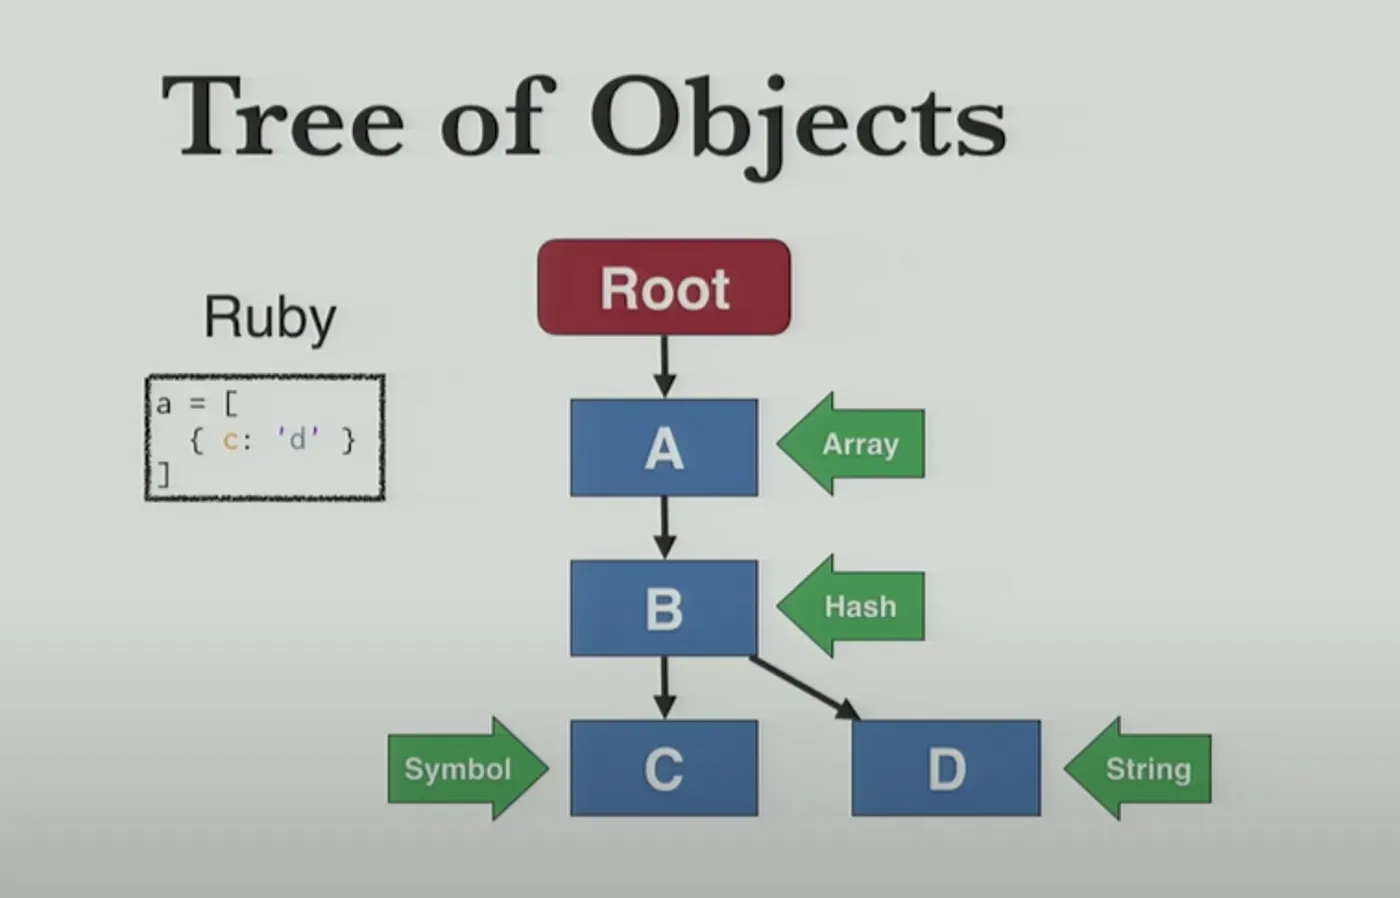 Tree of Objects
Ruby
a = [
  { c: 'd' }
]
Root
A
Array
B
Hash
Symbol
C
D
String